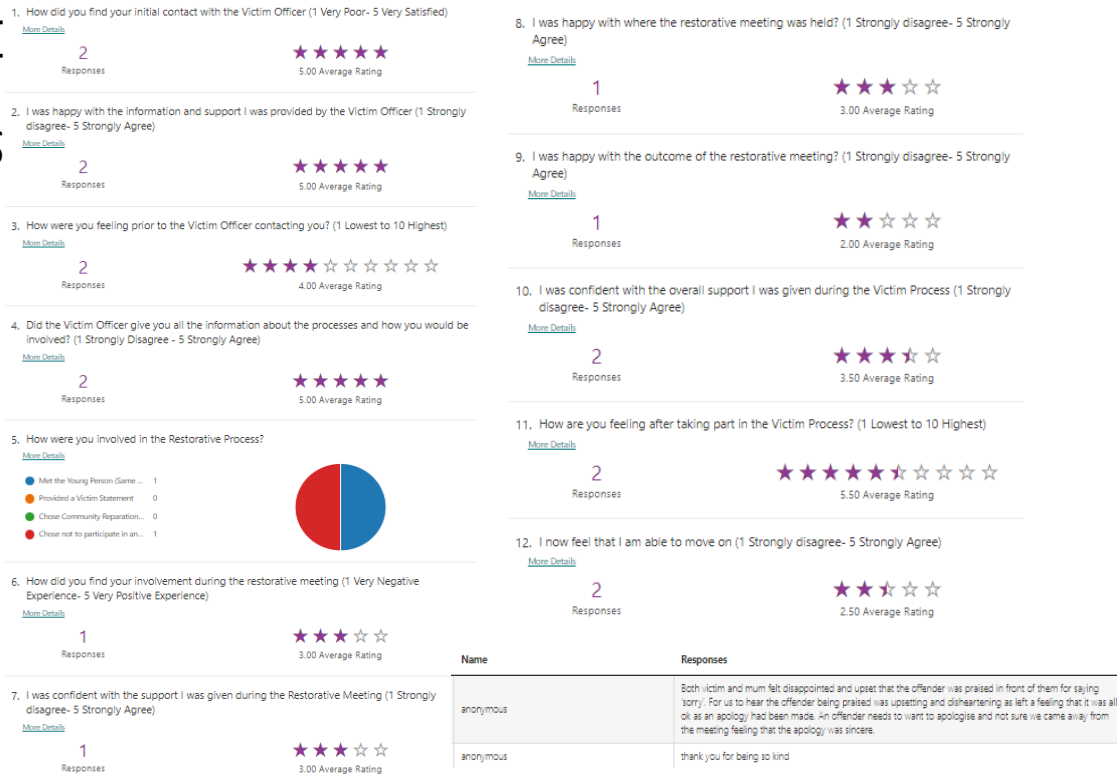 1. How did you find your initial contact with the Victim Officer (1 Very Poor- 5 Very Satisfied)
More Details
2
Responses
5.00 Average Rating
2. I was happy with the information and support I was provided by the Victim Officer (1 Strongly
disagree- 5 Strongly Agree)
More Details
2
Responses
5.00 Average Rating
3. How were you feeling prior to the Victim Officer contacting you? (1 Lowest to 10 Highest)
More Details
2
Responses
4.00 Average Rating
4. Did the Victim Officer give you all the information about the processes and how you would be
involved? (1 Strongly Disagree - 5 Strongly Agree)
More Details
2
Responses
5.00 Average Rating
5. How were you involved in the Restorative Process?
More Details
Met the Young Person (Same ... 1
Provided a Victim Statement 0
Chose Community Reparation... 0
Chose not to participate in an... 1
6. How did you find your involvement during the restorative meeting (1 Very Negative
Experience- 5 Very Positive Experience)
More Details
1
Responses
3.00 Average Rating
7. I was confident with the support I was given during the Restorative Meeting (1 Strongly
disagree- 5 Strongly Agree)
More Details
1
Responses
3.00 Average Rating
8. I was happy with where the restorative meeting was held? (1 Strongly disagree- 5 Strongly
Agree)
More Details
1
Responses
3.00 Average Rating
9. I was happy with the outcome of the restorative meeting? (1 Strongly disagree- 5 Strongly
Agree)
More Details
1
Responses
2.00 Average Rating
10. I was confident with the overall support I was given during the Victim Process (1 Strongly
disagree- 5 Strongly Agree)
More Details
2
Responses
3.50 Average Rating
11. How are you feeling after taking part in the Victim Process? (1 Lowest to 10 Highest)
More Details
2
Responses
5.50 Average Rating
12. I now feel that I am able to move on (1 Strongly disagree- 5 Strongly Agree)
More Details
2
Responses
2.50 Average Rating
Name Responses
anonymous
Both victim and mum felt disappointed and upset that the offender was praised in front of them for saying
'sorry'. For us to hear the offender being praised was upsetting and disheartening as left a feeling that it was all
ok as an apology had been made. An offender needs to want to apologise and not sure we came away from
the meeting feeling that the apology was sincere.
anonymous thank you for being so kind